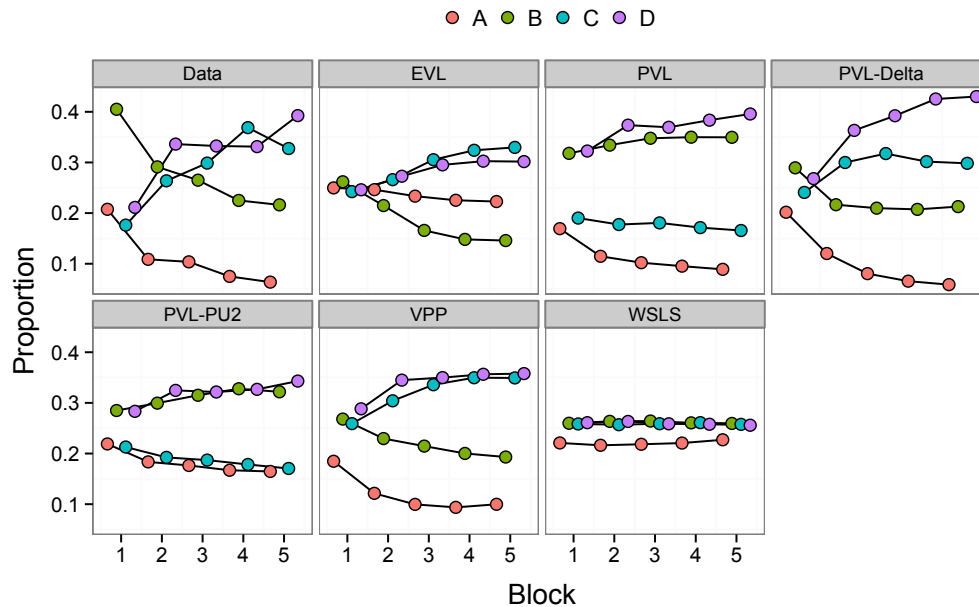 A B C D
Data EVL PVL PVL-Delta
0.4
0.3
0.2
0.1
PVL-PU2 VPP WSLS
0.4
0.3
0.2
0.1
1 2 3 4 5 1 2 3 4 5 1 2 3 4 5
Proportion
Block